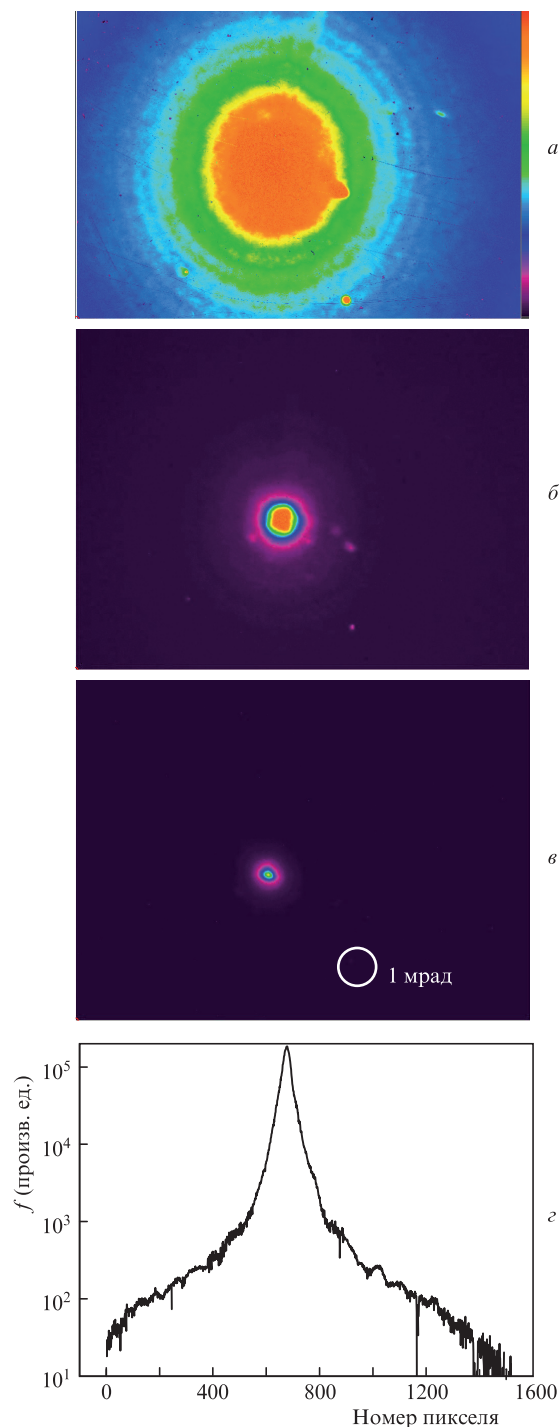 а
б
1 мрад
в
f (произв. ед.)
10⁵
10⁴
10³
10²
10¹
г
0 400 800 1200 1600
Номер пикселя